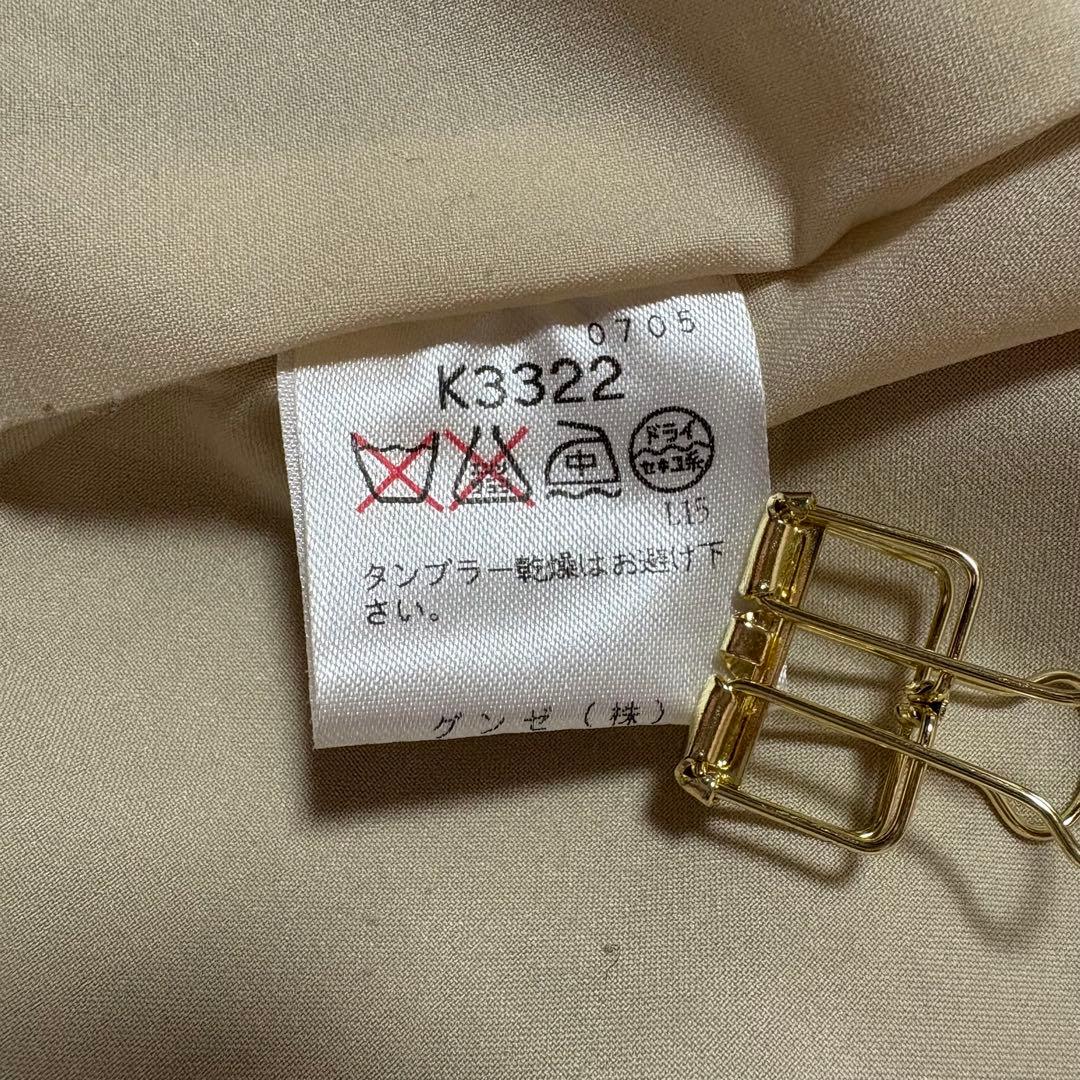 0705
K3322
中 ドライ
セキユ系
L15
タンブラー乾燥はお避け下
さい。
グンゼ（株）